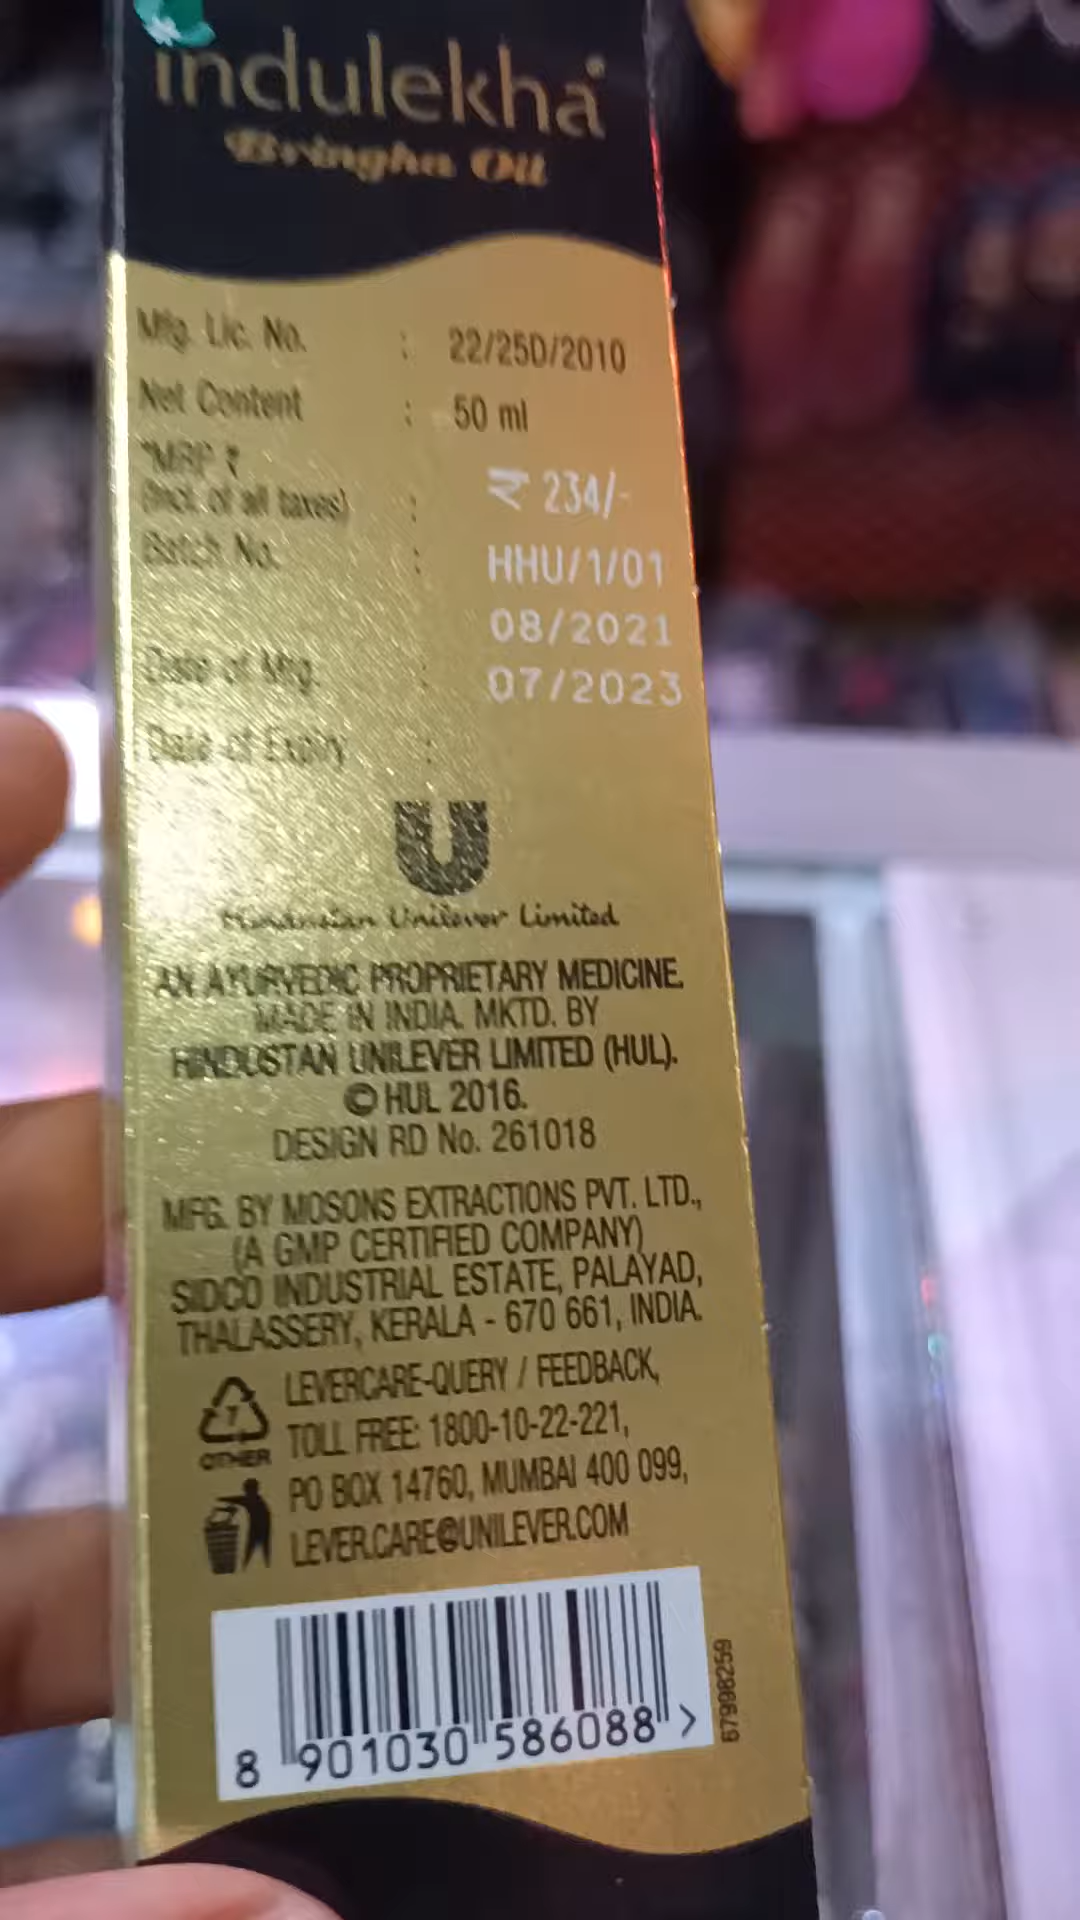 indulekha
Bringha Oil
Mfg. Lic. No. : 22/25D/2010
Net Content : 50 ml
*MRP ₹
(Incl. of all taxes) : ₹ 234/-
Batch No. : HHU/1/01
08/2021
Date of Mfg. : 07/2023
Date of Expiry :
U
Hindustan Unilever Limited
AN AYURVEDIC PROPRIETARY MEDICINE.
MADE IN INDIA. MKTD. BY
HINDUSTAN UNILEVER LIMITED (HUL).
© HUL 2016.
DESIGN RD No. 261018
MFG. BY MOSONS EXTRACTIONS PVT. LTD.,
(A GMP CERTIFIED COMPANY)
SIDCO INDUSTRIAL ESTATE, PALAYAD,
THALASSERY, KERALA - 670 661, INDIA.
LEVERCARE-QUERY / FEEDBACK,
TOLL FREE: 1800-10-22-221,
PO BOX 14760, MUMBAI 400 099,
LEVER.CARE@UNILEVER.COM
7
OTHER
8 901030 586088 >
67998259